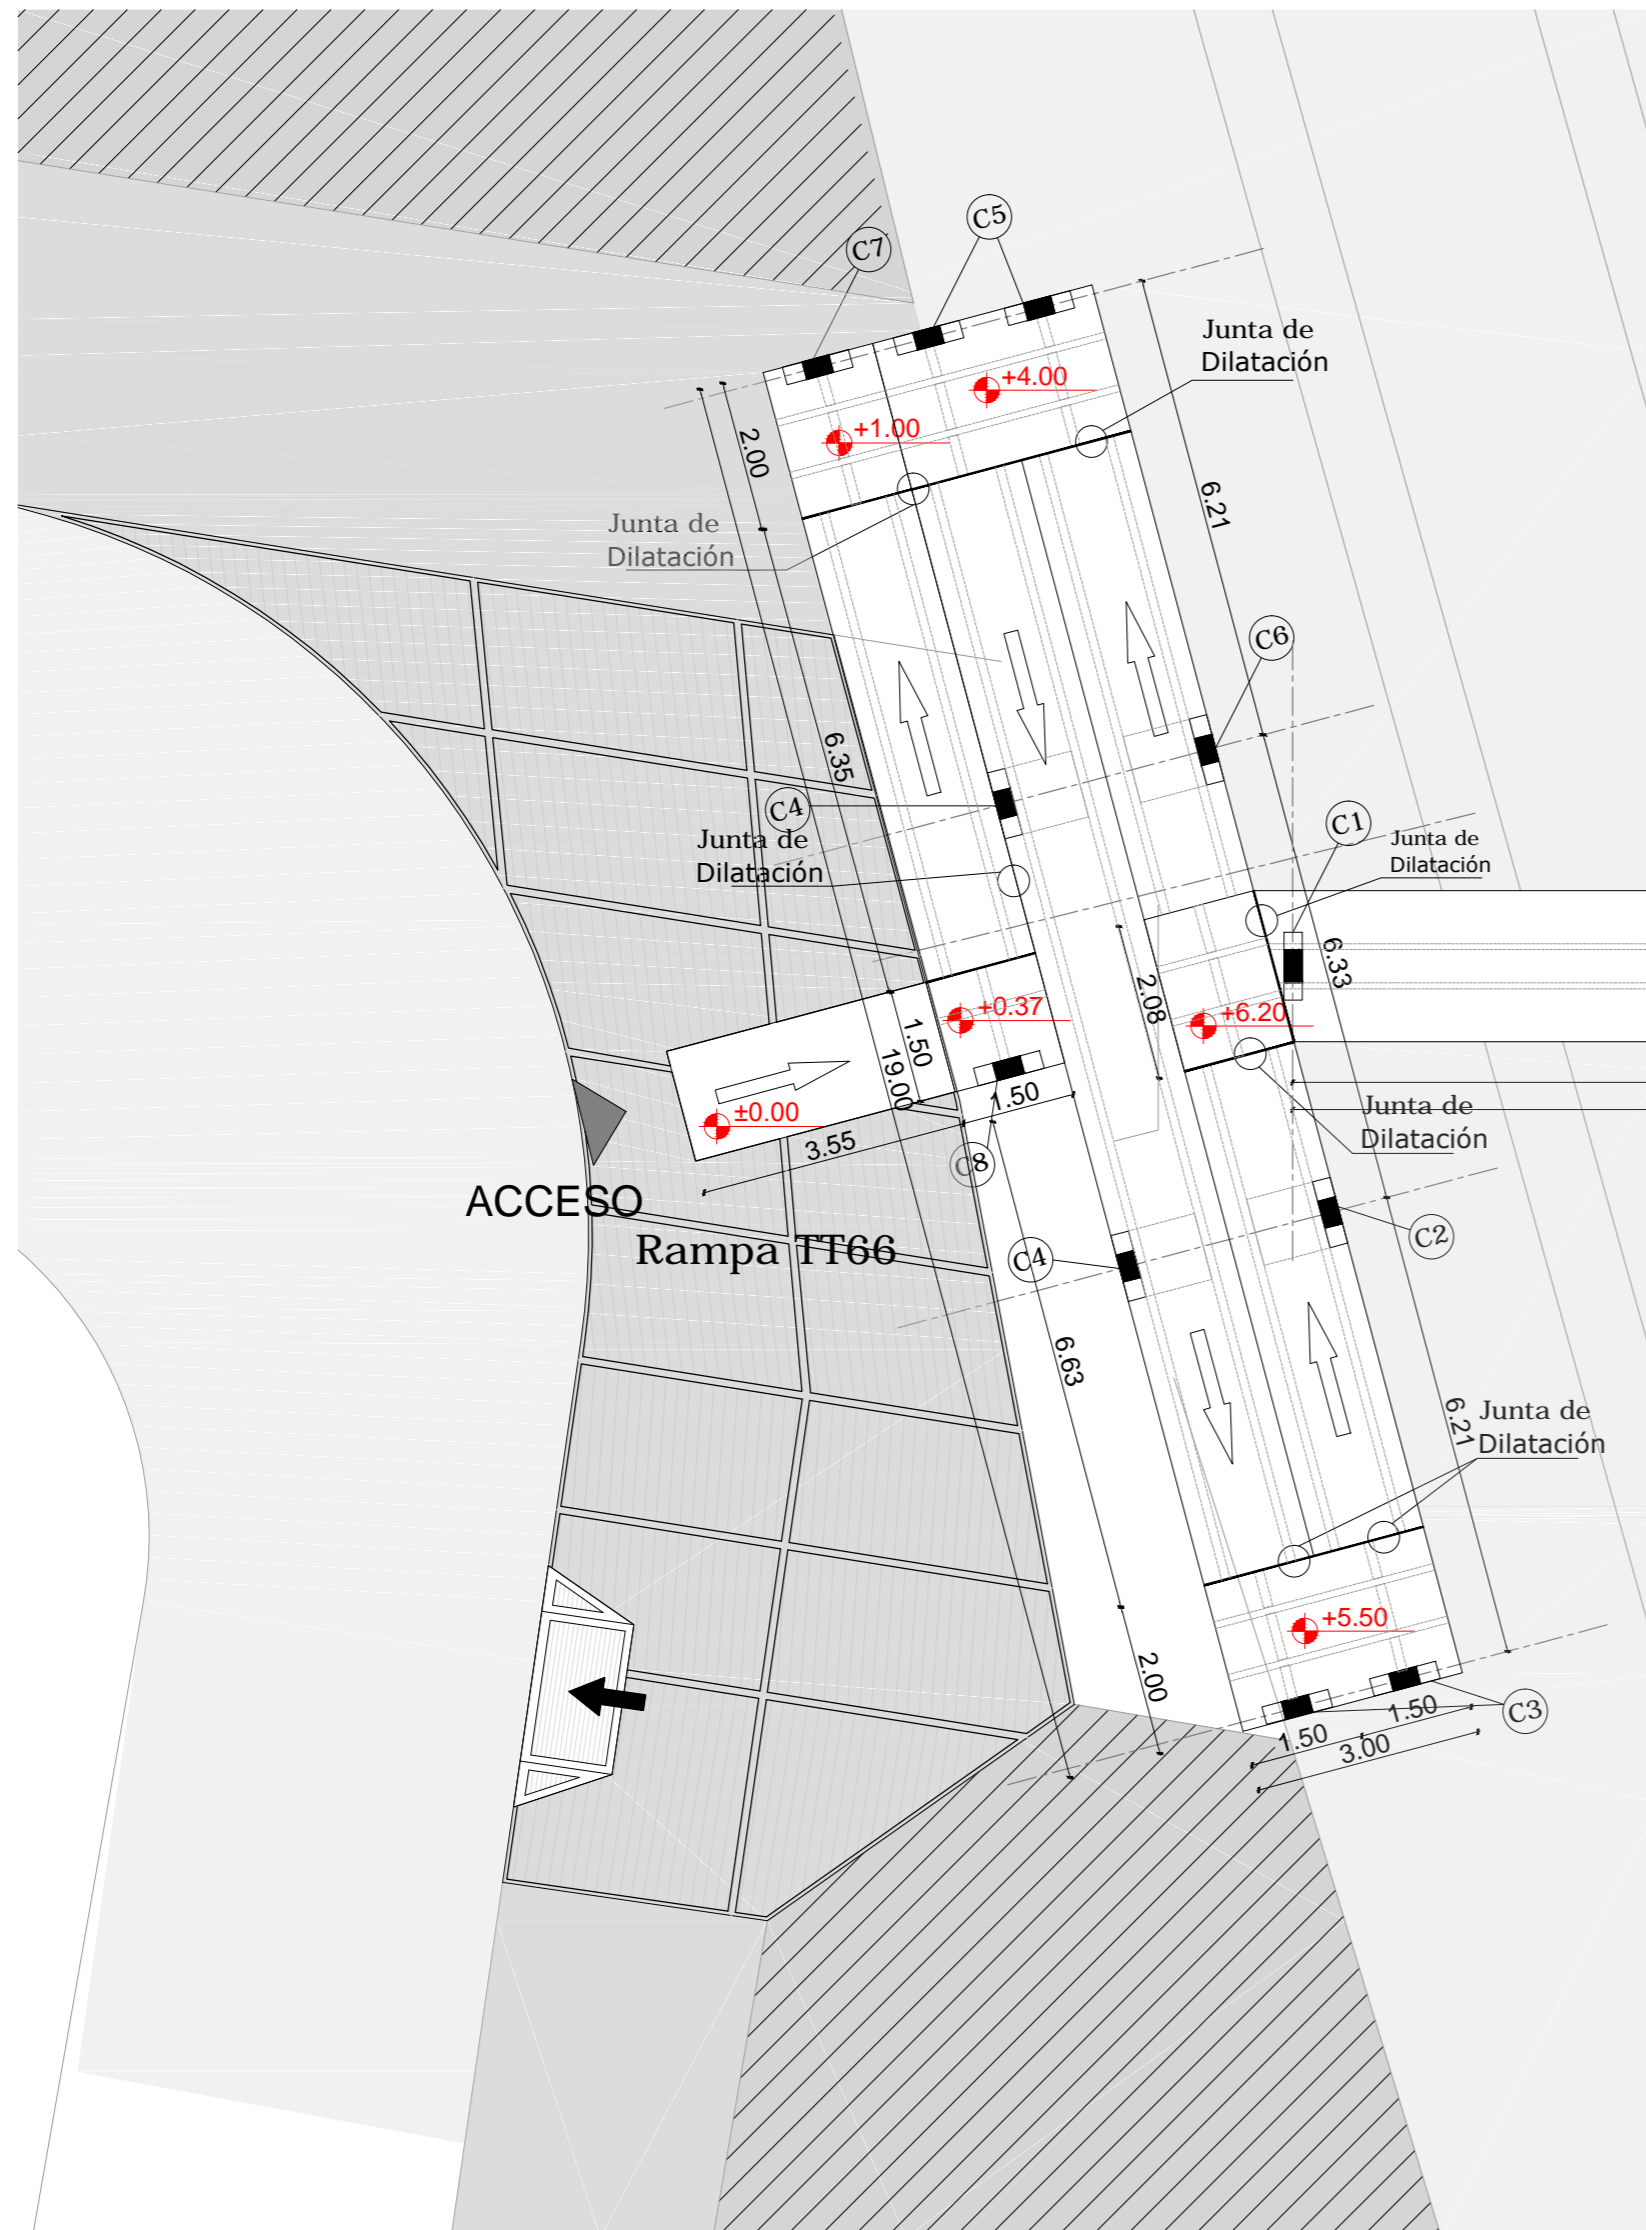 C5
C7
Junta de
Dilatación
+4.00
+1.00
2.00
6.21
Junta de
Dilatación
C6
6.35
C4
C1
Junta de
Dilatación
Junta de
Dilatación
6.33
2.08
+0.37
+6.20
1.50
19.00
1.50
±0.00
Junta de
Dilatación
3.55
C8
ACCESO
Rampa TT66
C4
C2
6.63
6.21
Junta de
Dilatación
+5.50
2.00
1.50
1.50
3.00
C3